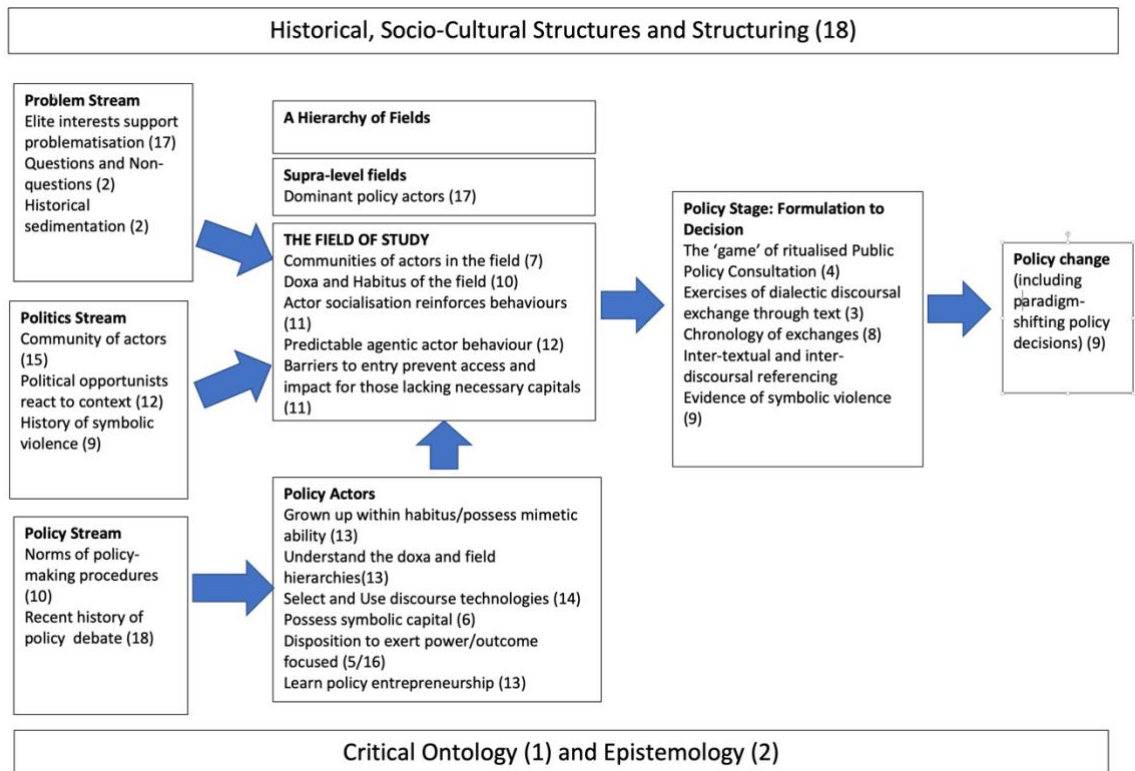 Historical, Socio-Cultural Structures and Structuring (18)
Problem Stream
Elite interests support
problematisation (17)
Questions and Non-
questions (2)
Historical
sedimentation (2)
Politics Stream
Community of actors
(15)
Political opportunists
react to context (12)
History of symbolic
violence (9)
Policy Stream
Norms of policy-
making procedures
(10)
Recent history of
policy debate (18)
A Hierarchy of Fields
Supra-level fields
Dominant policy actors (17)
THE FIELD OF STUDY
Communities of actors in the field (7)
Doxa and Habitus of the field (10)
Actor socialisation reinforces behaviours
(11)
Predictable agentic actor behaviour (12)
Barriers to entry prevent access and
impact for those lacking necessary capitals
(11)
Policy Actors
Grown up within habitus/possess mimetic
ability (13)
Understand the doxa and field
hierarchies(13)
Select and Use discourse technologies (14)
Possess symbolic capital (6)
Disposition to exert power/outcome
focused (5/16)
Learn policy entrepreneurship (13)
Policy Stage: Formulation to
Decision
The ‘game’ of ritualised Public
Policy Consultation (4)
Exercises of dialectic discoursal
exchange through text (3)
Chronology of exchanges (8)
Inter-textual and inter-
discoursal referencing
Evidence of symbolic violence
(9)
Policy change
(including
paradigm-
shifting policy
decisions) (9)
Critical Ontology (1) and Epistemology (2)